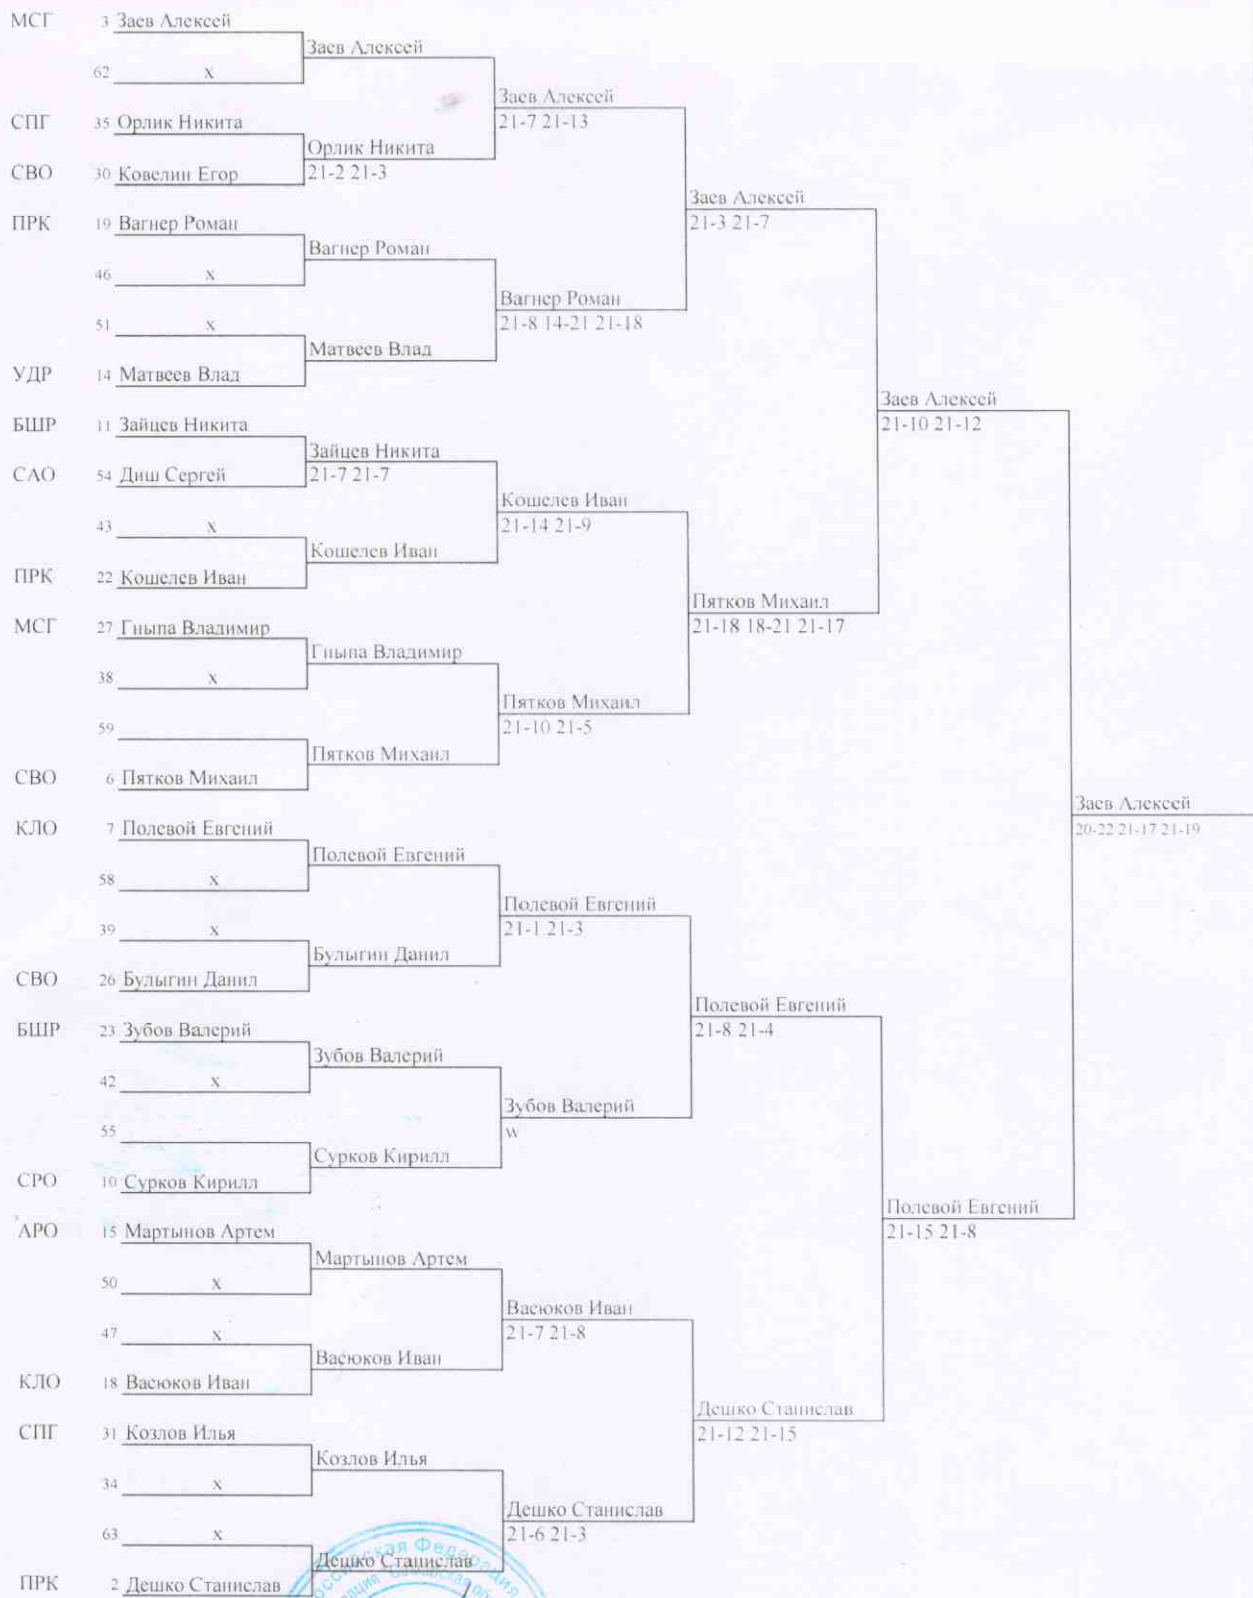 МСГ 3 Заев Алексей
Заев Алексей
62 х
Заев Алексей
СПГ 35 Орлик Никита
21-7 21-13
Орлик Никита
СВО 30 Ковелин Егор
21-2 21-3
Заев Алексей
ПРК 19 Вагнер Роман
21-3 21-7
Вагнер Роман
46 х
Вагнер Роман
51 х
21-8 14-21 21-18
Матвеев Влад
УДР 14 Матвеев Влад
Заев Алексей
БШР 11 Зайцев Никита
21-10 21-12
Зайцев Никита
САО 54 Диш Сергей
21-7 21-7
Кошелев Иван
43 х
21-14 21-9
Кошелев Иван
ПРК 22 Кошелев Иван
Пятков Михаил
МСГ 27 Гныпа Владимир
21-18 18-21 21-17
Гныпа Владимир
38 х
Пятков Михаил
59
21-10 21-5
Пятков Михаил
СВО 6 Пятков Михаил
Заев Алексей
КЛО 7 Полевой Евгений
20-22 21-17 21-19
Полевой Евгений
58 х
Полевой Евгений
39 х
21-1 21-3
Булыгин Данил
СВО 26 Булыгин Данил
Полевой Евгений
БШР 23 Зубов Валерий
21-8 21-4
Зубов Валерий
42 х
Зубов Валерий
55
w
Сурков Кирилл
СРО 10 Сурков Кирилл
Полевой Евгений
АРО 15 Мартынов Артем
21-15 21-8
Мартынов Артем
50 х
Васюков Иван
47 х
21-7 21-8
Васюков Иван
КЛО 18 Васюков Иван
Дешко Станислав
СПГ 31 Козлов Илья
21-12 21-15
Козлов Илья
34 х
Дешко Станислав
63 х
21-6 21-3
Дешко Станислав
ПРК 2 Дешко Станислав